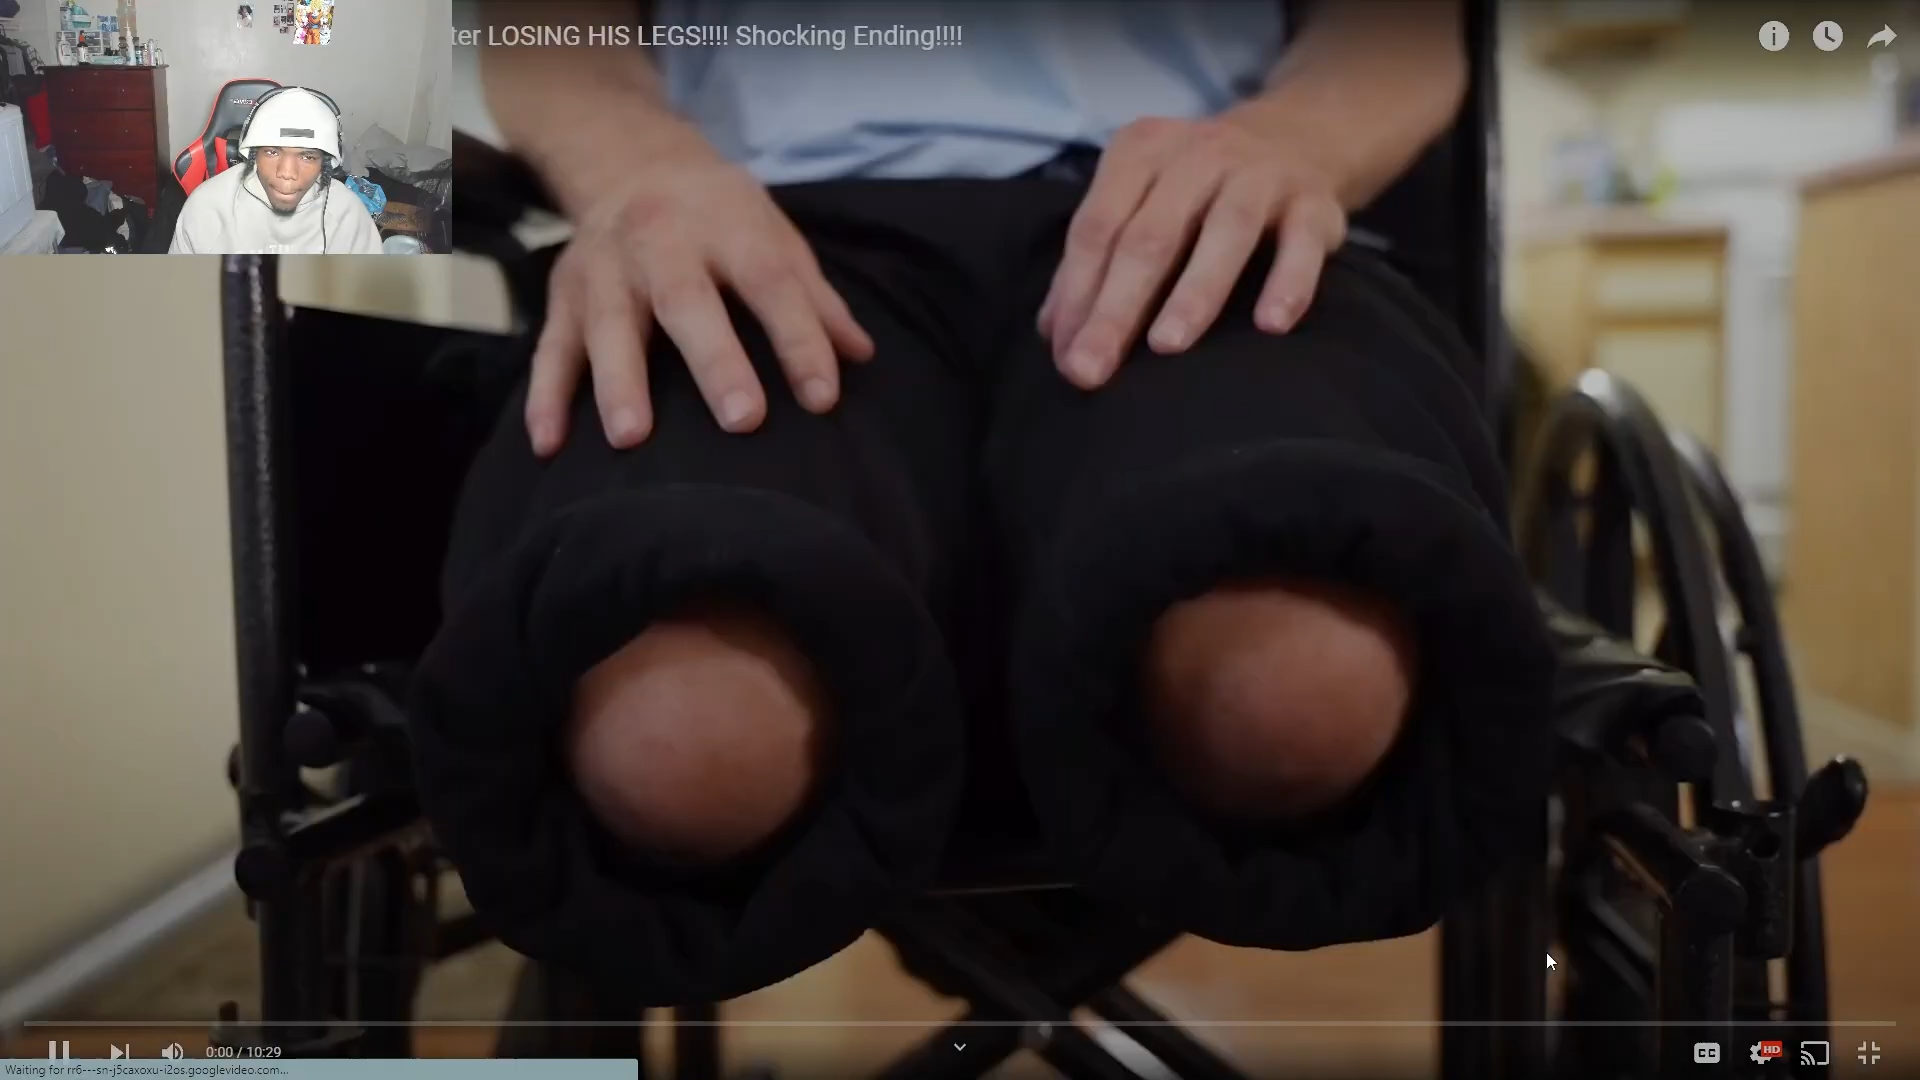 ter LOSING HIS LEGS!!!! Shocking Ending!!!!
0:00 / 10:29
CC
HD
Waiting for rr6---sn-j5caxoxu-i2os.googlevideo.com...